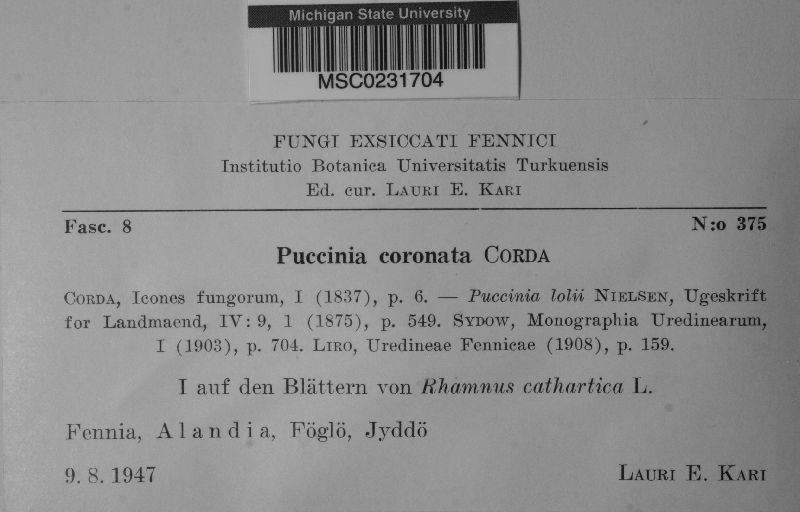 Michigan State University
MSC0231704
FUNGI EXSICCATI FENNICI
Institutio Botanica Universitatis Turkuensis
Ed. cur. LAURI E. KARI
Fasc. 8 N:o 375
Puccinia coronata CORDA
CORDA, Icones fungorum, I (1837), p. 6. — Puccinia lolii NIELSEN, Ugeskrift
for Landmaend, IV: 9, 1 (1875), p. 549. SYDOW, Monographia Uredinearum,
I (1903), p. 704. LIRO, Uredineae Fennicae (1908), p. 159.
I auf den Blättern von Rhamnus cathartica L.
Fennia, Alandia, Föglö, Jyddö
9. 8. 1947 LAURI E. KARI